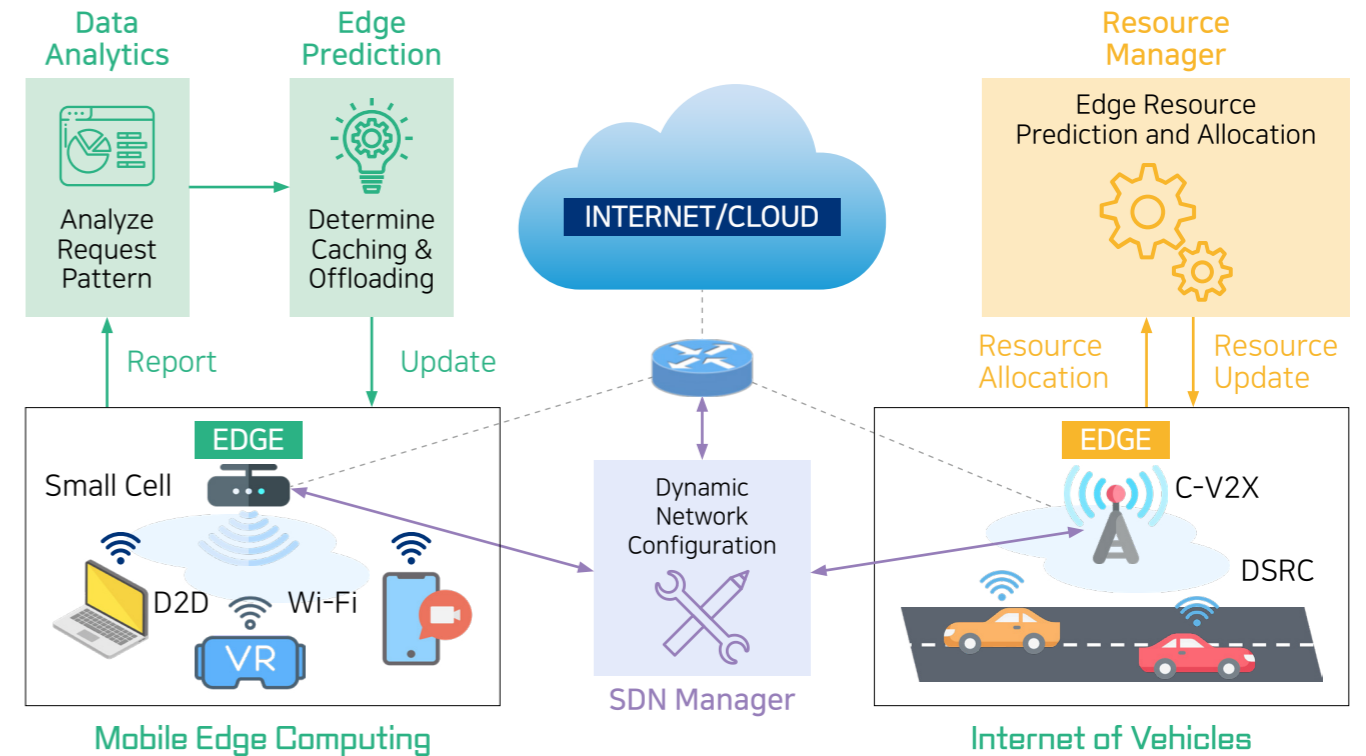 Data
Analytics
Edge
Prediction
Resource
Manager
Analyze
Request
Pattern
Determine
Caching &
Offloading
INTERNET/CLOUD
Edge Resource
Prediction and Allocation
Report
Update
Resource
Allocation
Resource
Update
EDGE
Small Cell
D2D
Wi-Fi
VR
Mobile Edge Computing
Dynamic
Network
Configuration
SDN Manager
EDGE
C-V2X
DSRC
Internet of Vehicles